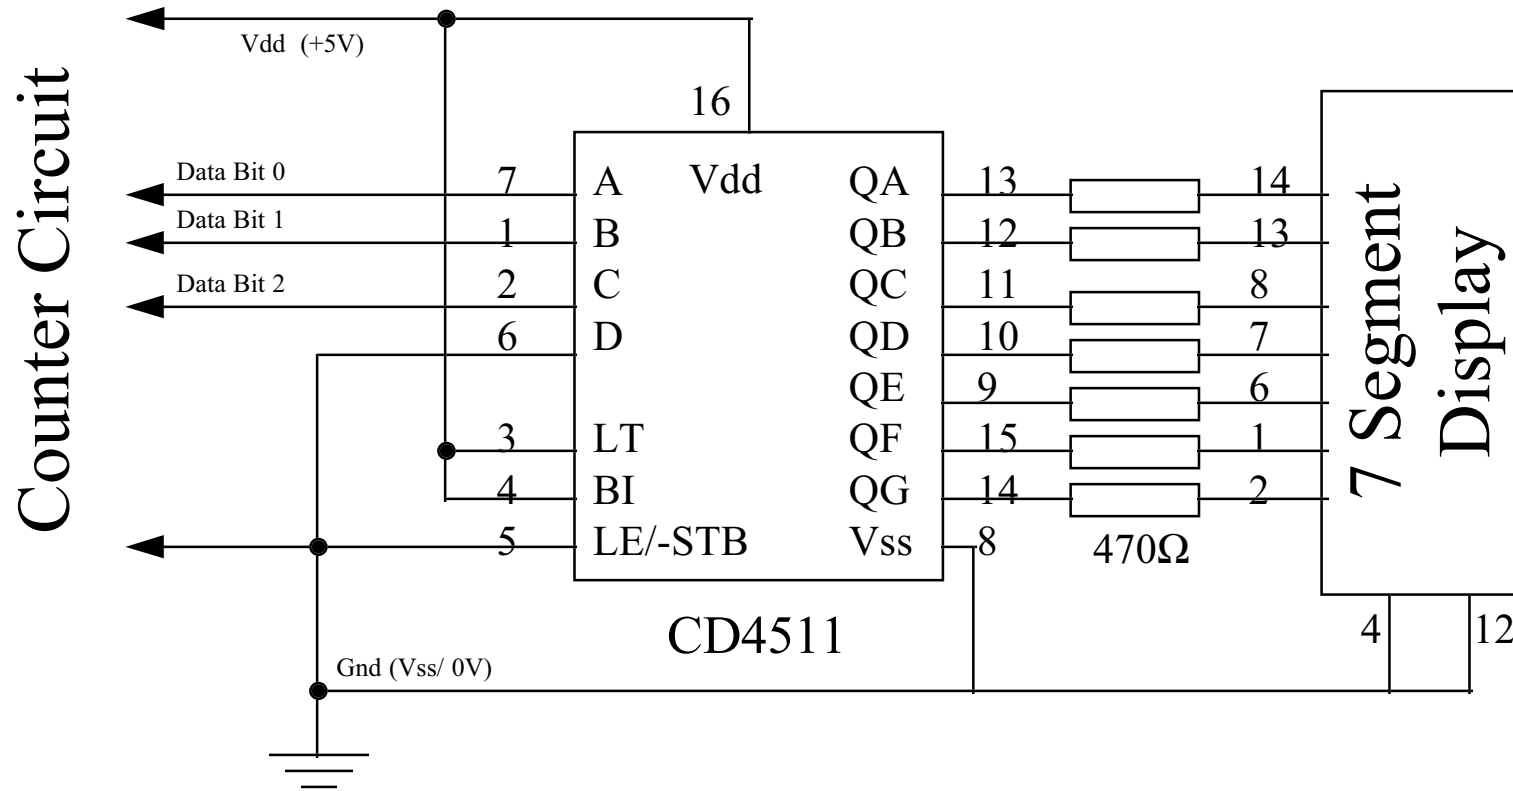 Counter Circuit
Vdd (+5V)
16
Data Bit 0
7
A
Vdd
QA
13
14
Data Bit 1
1
B
QB
12
13
Data Bit 2
2
C
QC
11
8
6
D
QD
10
7
QE
9
6
3
LT
QF
15
1
4
BI
QG
14
2
5
LE/-STB
Vss
8
470Ω
7 Segment
Display
CD4511
4
12
Gnd (Vss/ 0V)